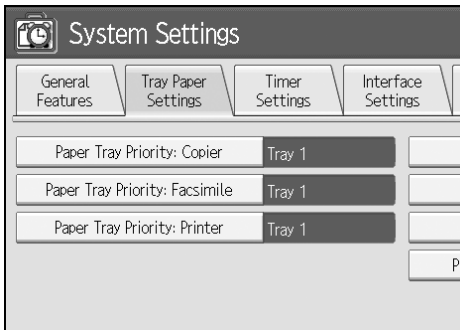 System Settings
General Features
Tray Paper Settings
Timer Settings
Interface Settings
Paper Tray Priority: Copier
Tray 1
Paper Tray Priority: Facsimile
Tray 1
Paper Tray Priority: Printer
Tray 1
P